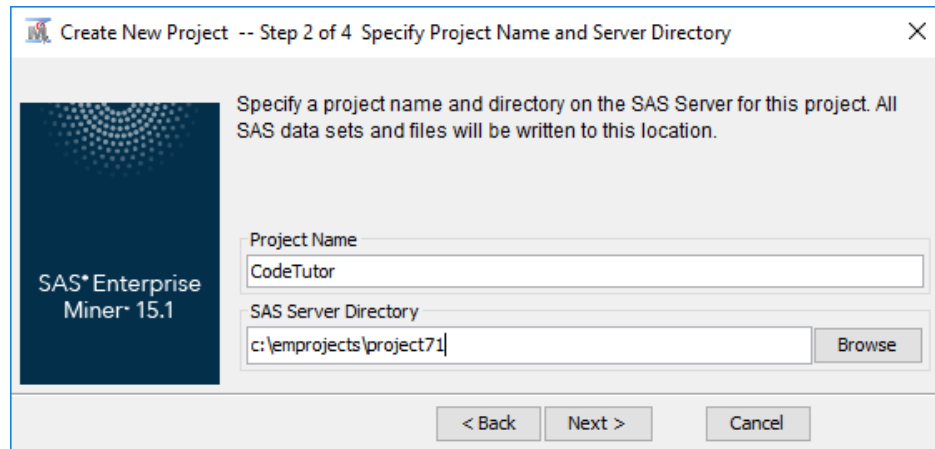 Create New Project -- Step 2 of 4 Specify Project Name and Server Directory
Specify a project name and directory on the SAS Server for this project. All
SAS data sets and files will be written to this location.
SAS® Enterprise
Miner™ 15.1
Project Name
CodeTutor
SAS Server Directory
c:\emprojects\project71
Browse
< Back
Next >
Cancel